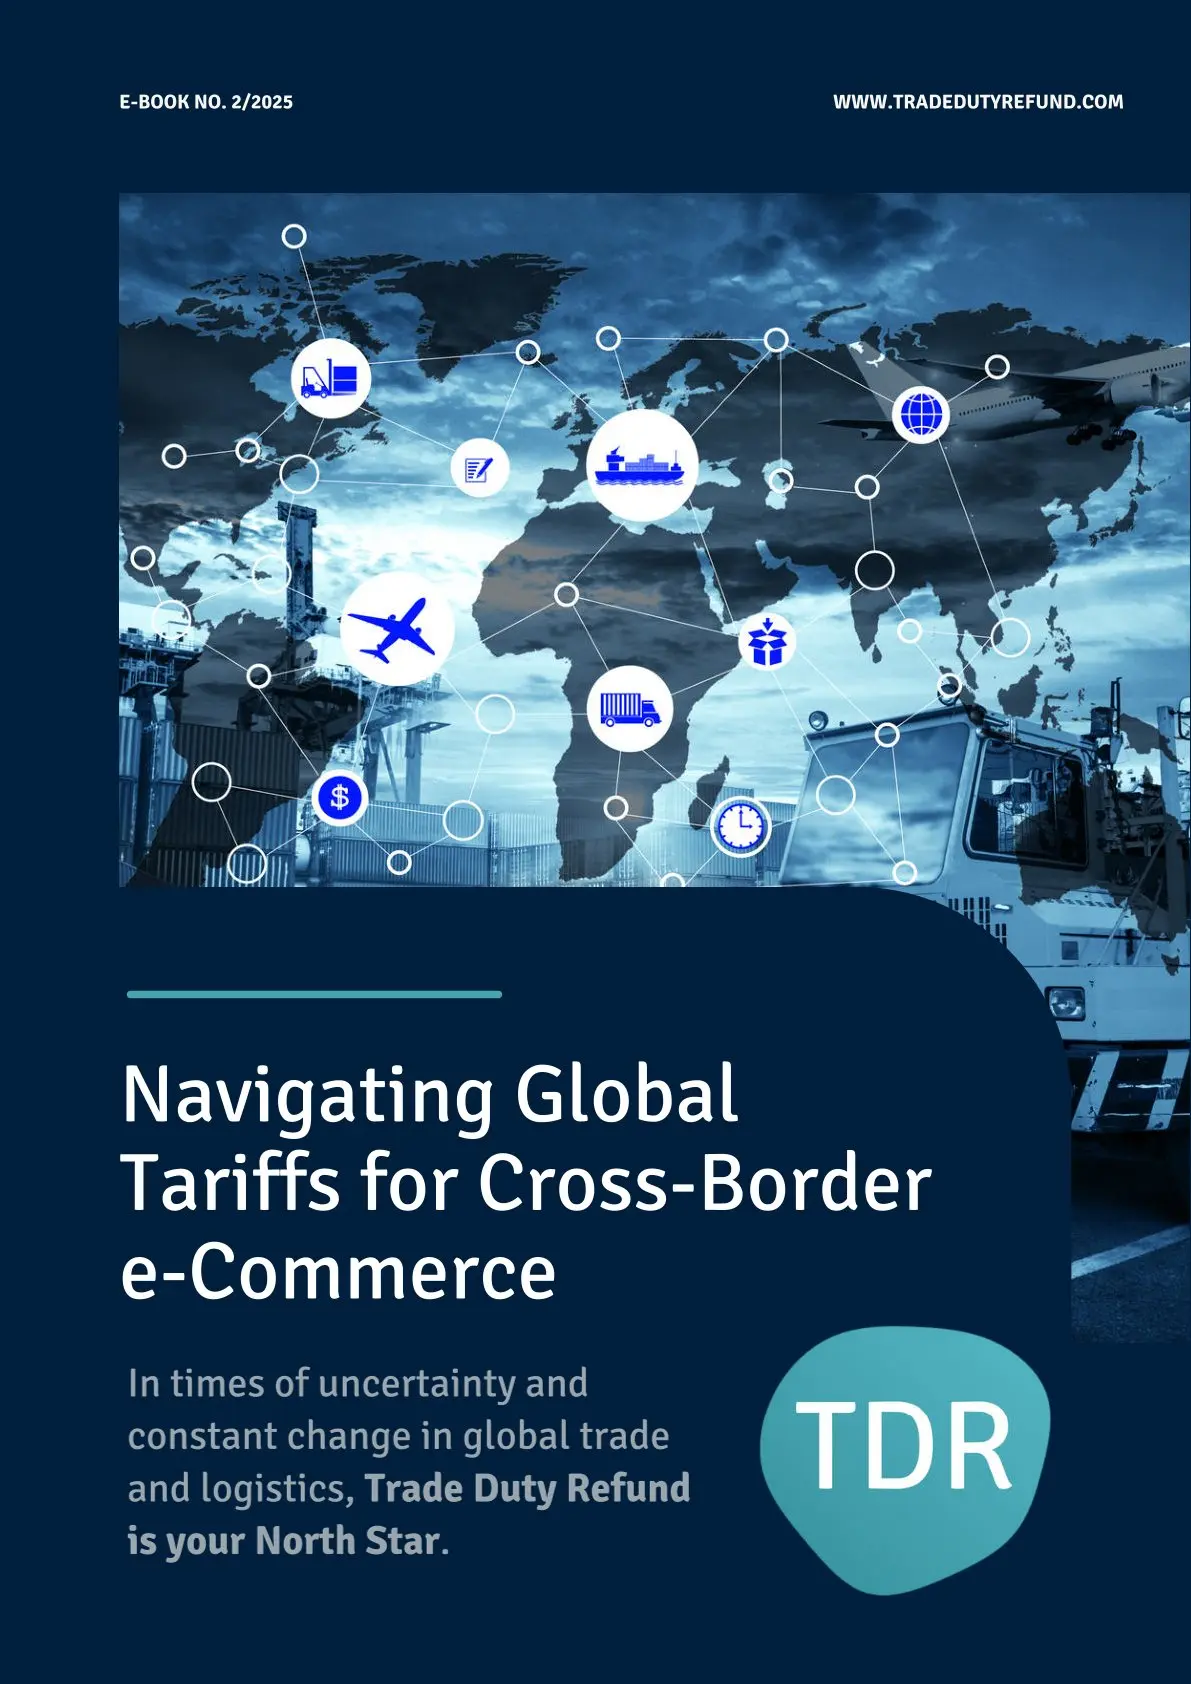 E-BOOK NO. 2/2025
WWW.TRADEDUTYREFUND.COM
$
Navigating Global
Tariffs for Cross-Border
e-Commerce
In times of uncertainty and
constant change in global trade
and logistics, Trade Duty Refund
is your North Star.
TDR